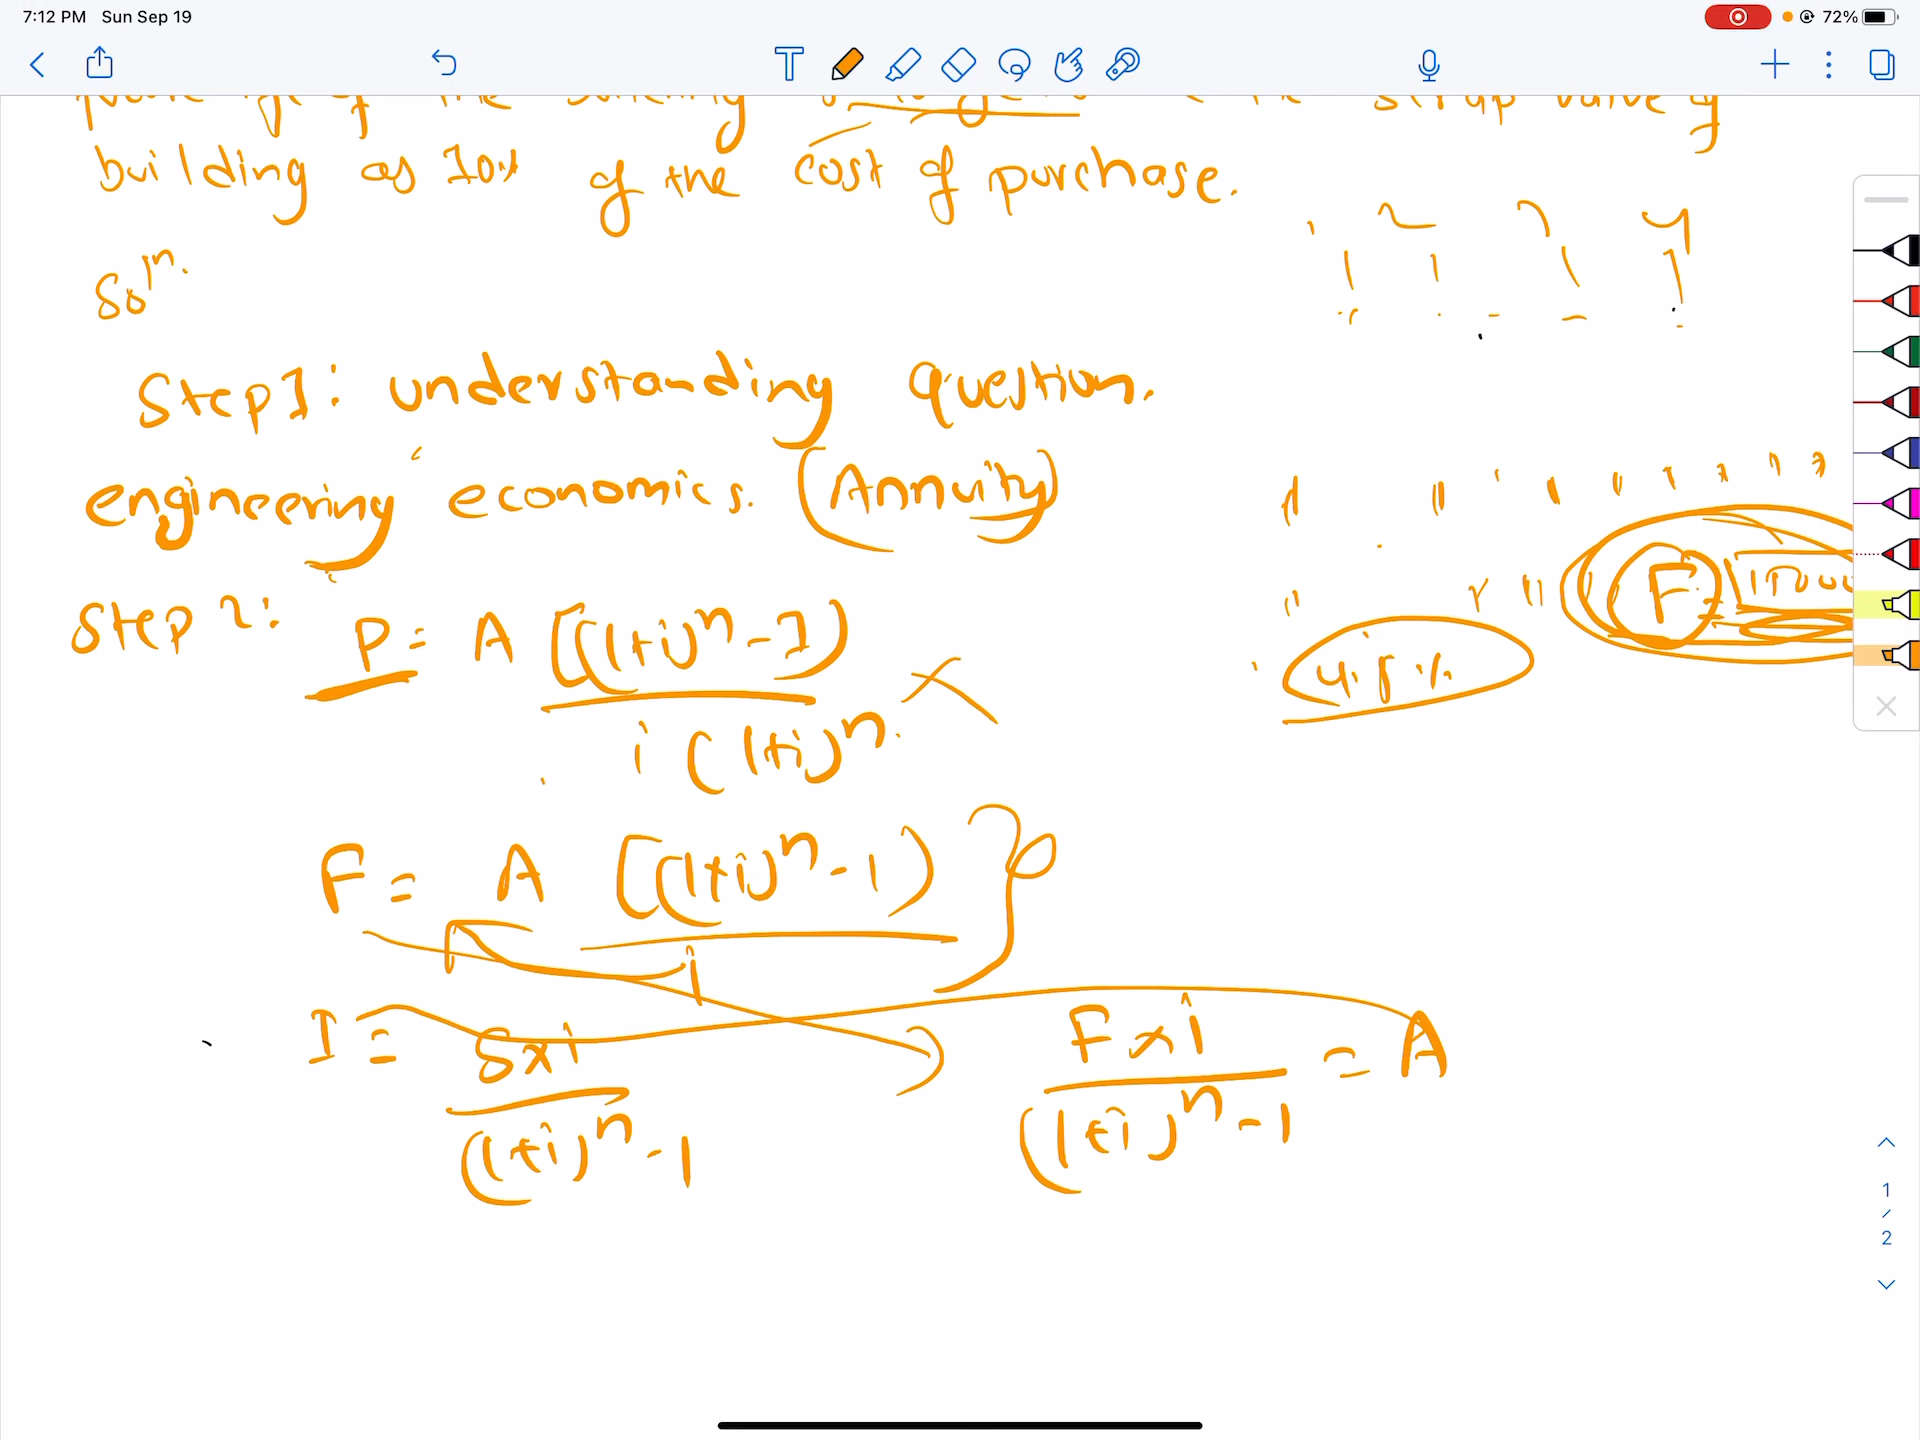 7:12 PM Sun Sep 19
72%
building as 10% of the cost of purchase.
Soln.
Step 1: understanding question.
engineering economics. (Annuity)
Step 2: P = A [(1+i)^n - 1)
i (1+i)^n.
4.5 %
F =
F = A [(1+i)^n - 1)
i
I = S x i
(1+i)^n - 1
F x i = A
(1+i)^n - 1
1
/
2